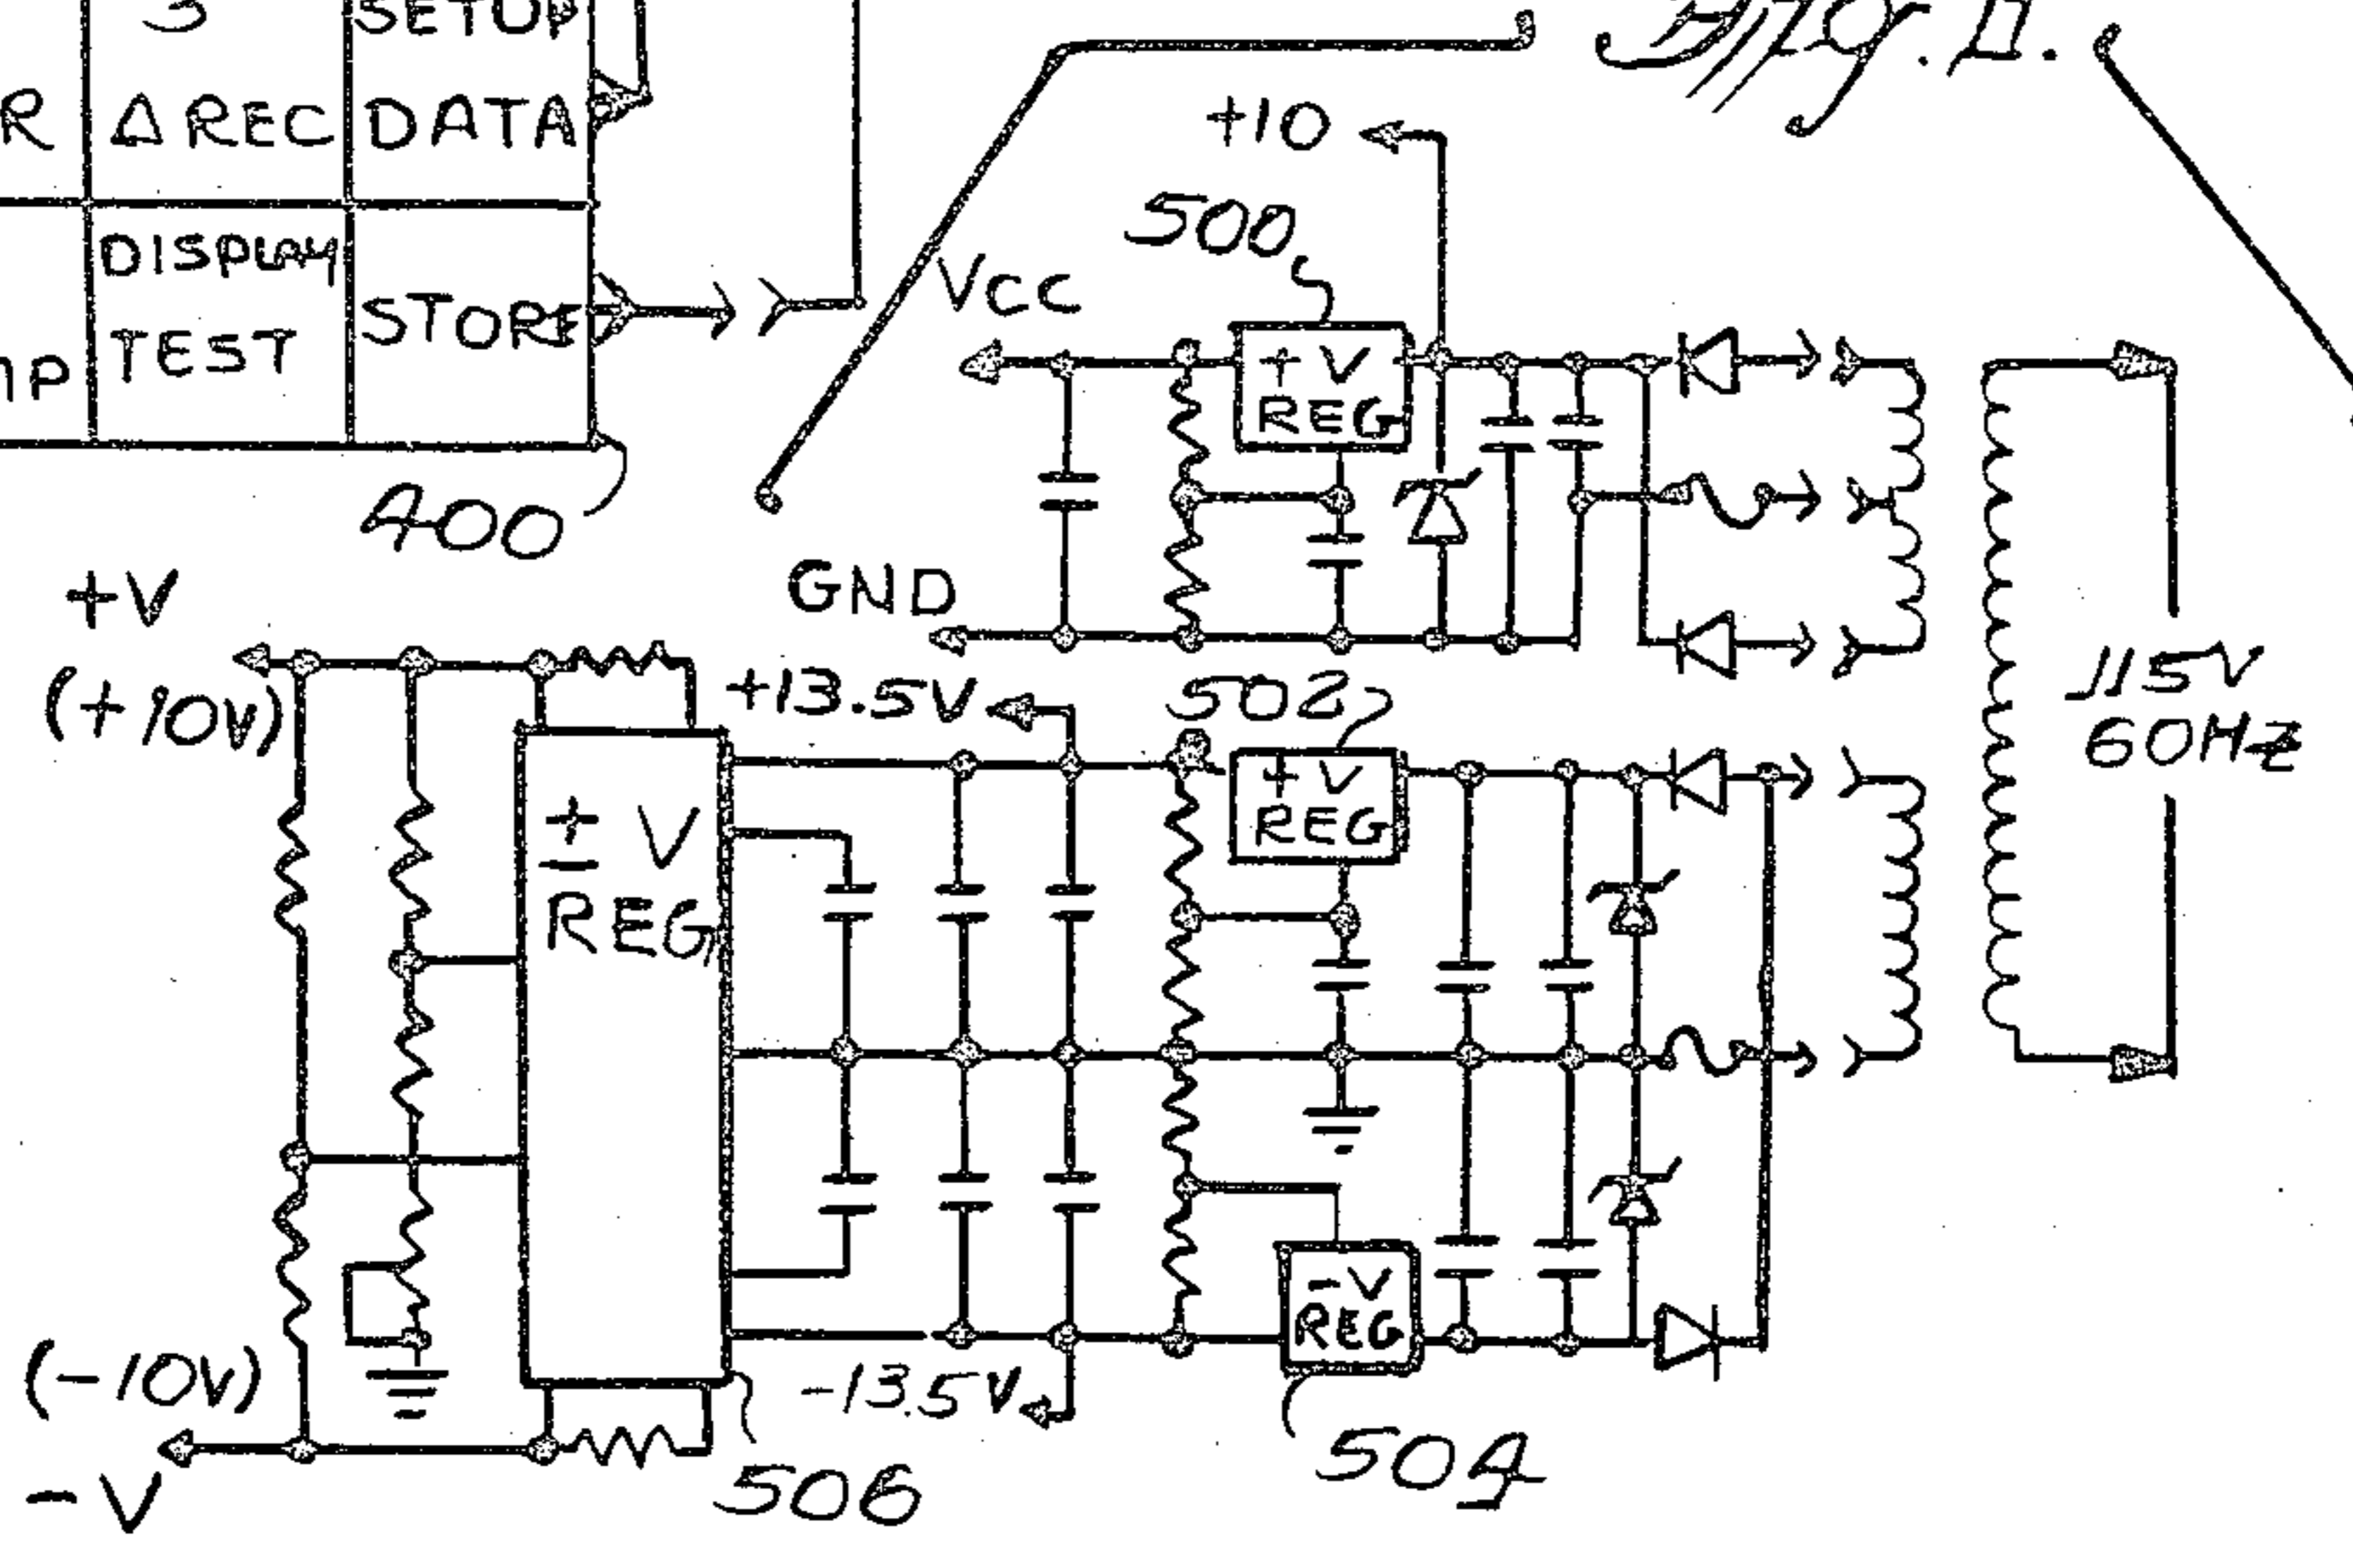 3
SETUP
R
Δ REC
DATA
DISPLAY
TEST
STORE
400
+10
500
VCC
+V
REG
GND
+V
(+10V)
+13.5V
502
+V
REG
115V
60HZ
± V
REG
-V
REG
(-10V)
-13.5V
504
-V
506